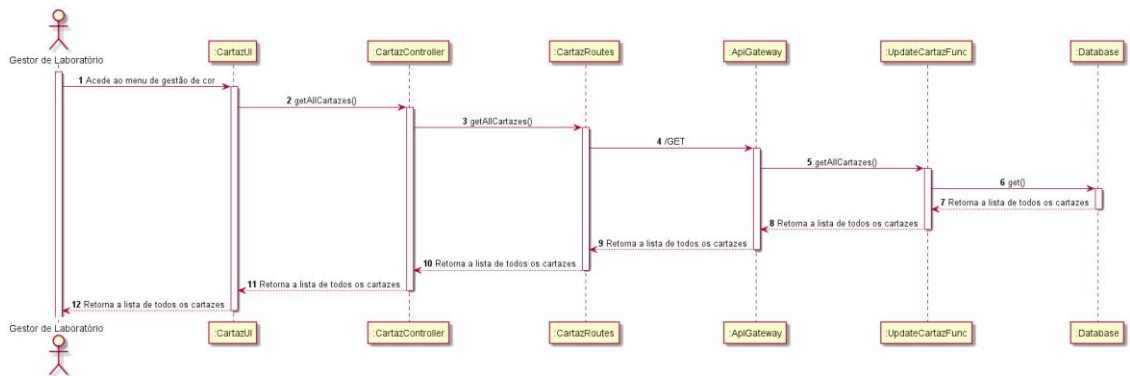 Gestor de Laboratório
:CartazUI
:CartazController
:CartazRoutes
:ApiGateway
:UpdateCartazFunc
:Database
1 Acede ao menu de gestão de cor
2 getAllCartazes()
3 getAllCartazes()
4 /GET
5 getAllCartazes()
6 get()
7 Retorna a lista de todos os cartazes
8 Retorna a lista de todos os cartazes
9 Retorna a lista de todos os cartazes
10 Retorna a lista de todos os cartazes
11 Retorna a lista de todos os cartazes
12 Retorna a lista de todos os cartazes
Gestor de Laboratório
:CartazUI
:CartazController
:CartazRoutes
:ApiGateway
:UpdateCartazFunc
:Database